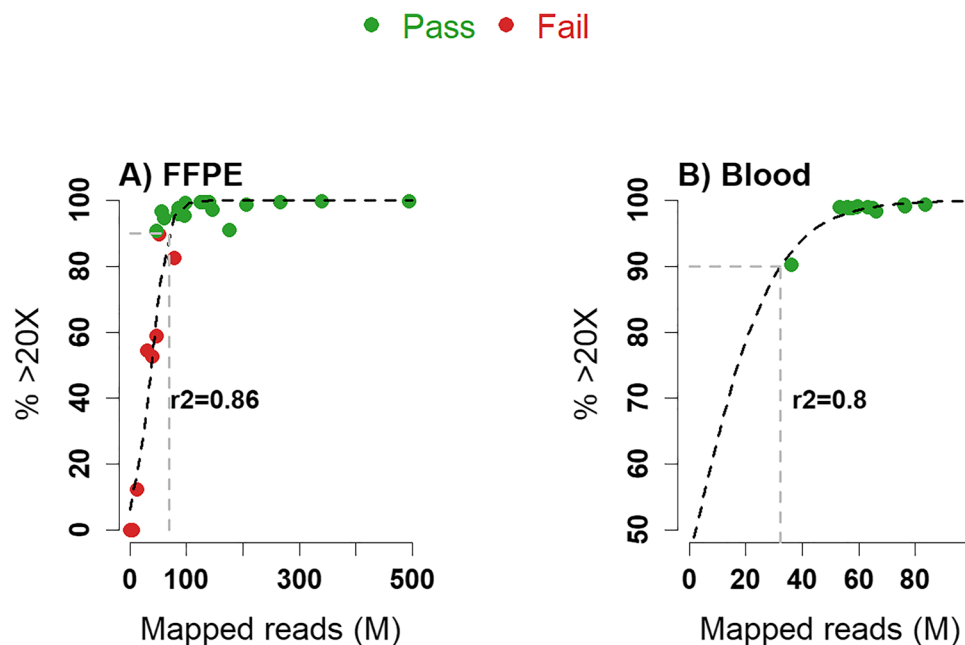 Pass Fail
A) FFPE
% >20X
100
80
60
40
20
0
r2=0.86
0 100 300 500
Mapped reads (M)
B) Blood
% >20X
100
90
80
70
60
50
r2=0.8
0 20 40 60 80
Mapped reads (M)